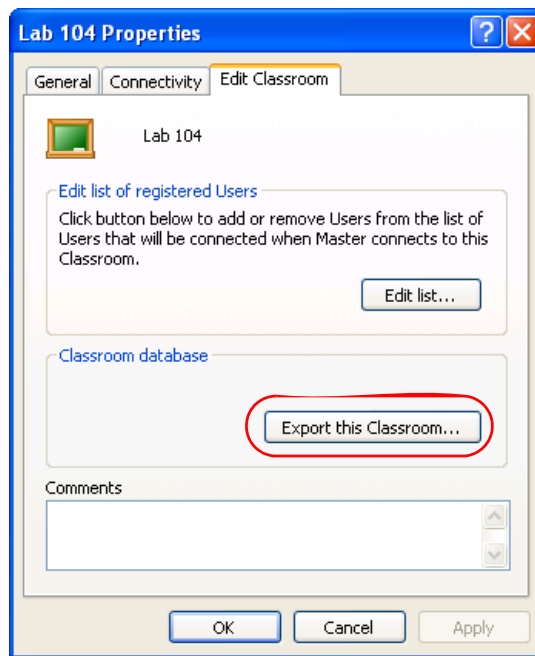 Lab 104 Properties
General Connectivity Edit Classroom
Lab 104
Edit list of registered Users
Click button below to add or remove Users from the list of
Users that will be connected when Master connects to this
Classroom.
Edit list...
Classroom database
Export this Classroom...
Comments
OK Cancel Apply